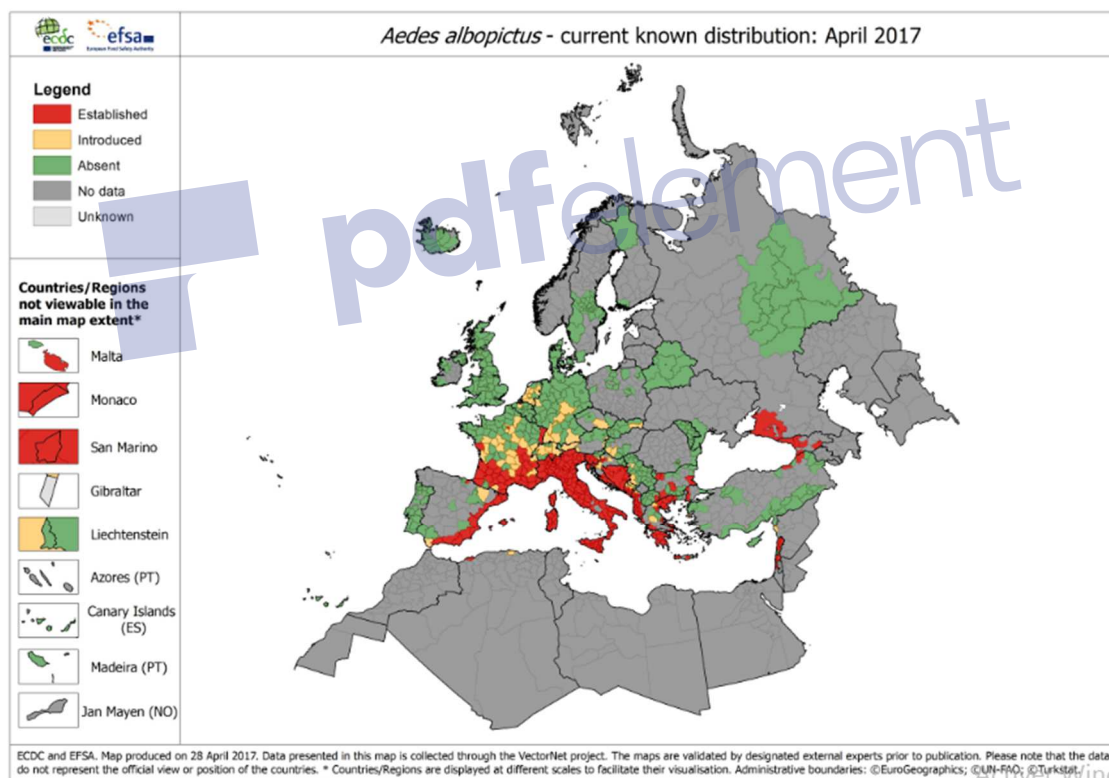 ecdc
efsa
European Food Safety Authority
Aedes albopictus - current known distribution: April 2017
Legend
Established
Introduced
Absent
No data
Unknown
pdfelement
Countries/Regions
not viewable in the
main map extent*
Malta
Monaco
San Marino
Gibraltar
Liechtenstein
Azores (PT)
Canary Islands
(ES)
Madeira (PT)
Jan Mayen (NO)
ECDC and EFSA. Map produced on 28 April 2017. Data presented in this map is collected through the VectorNet project. The maps are validated by designated external experts prior to publication. Please note that the data
do not represent the official view or position of the countries. * Countries/Regions are displayed at different scales to facilitate their visualisation. Administrative boundaries: ©EuroGeographics; ©UN-FAO; ©Turkstat.